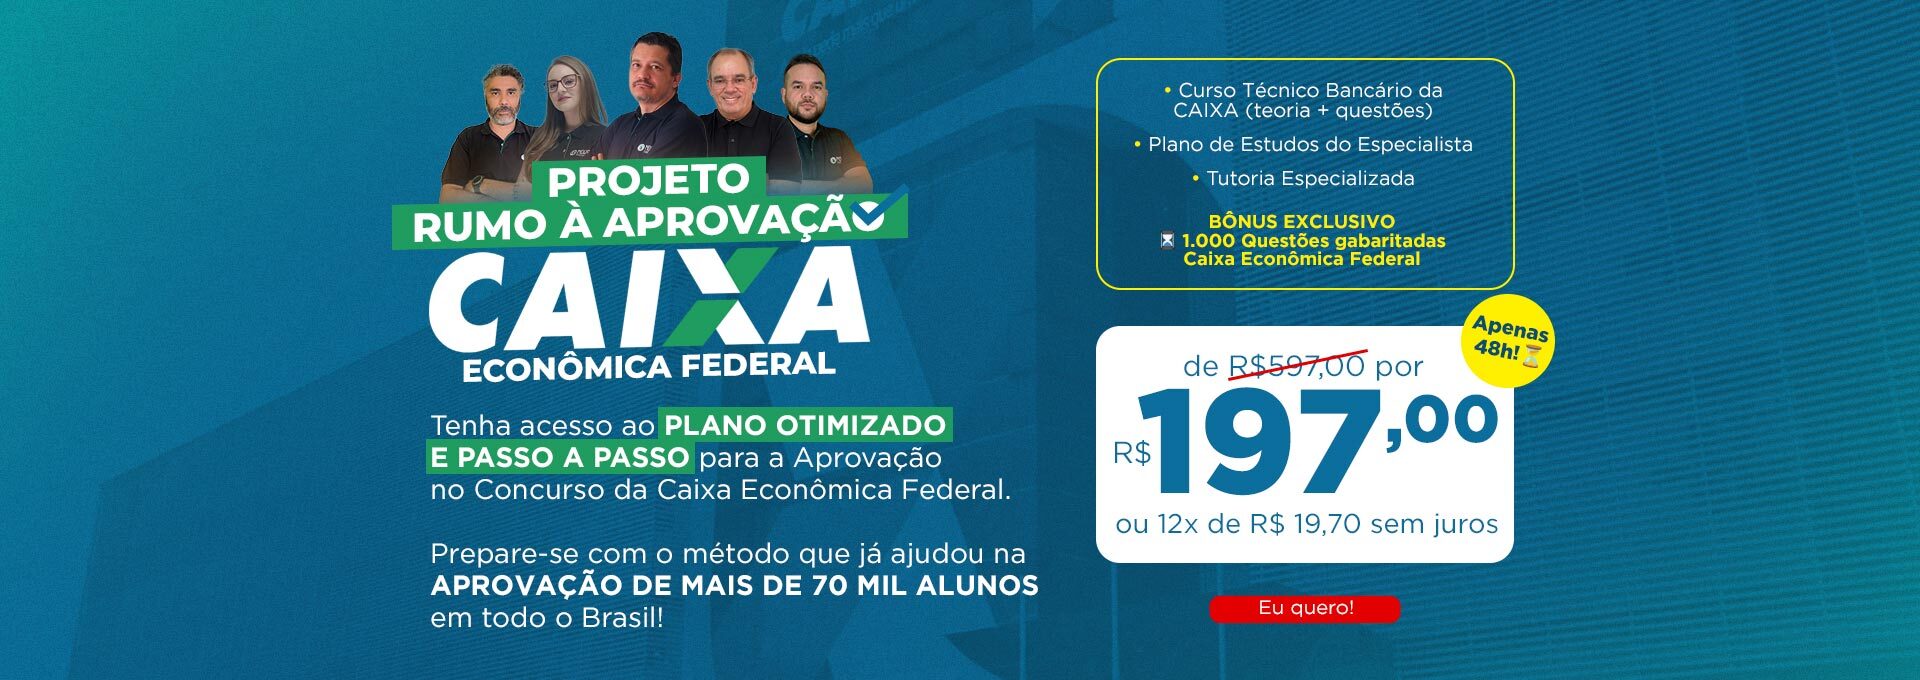 PROJETO
RUMO À APROVAÇÃO
CAIXA
ECONÔMICA FEDERAL
Tenha acesso ao PLANO OTIMIZADO
E PASSO A PASSO para a Aprovação
no Concurso da Caixa Econômica Federal.
Prepare-se com o método que já ajudou na
APROVAÇÃO DE MAIS DE 70 MIL ALUNOS
em todo o Brasil!
• Curso Técnico Bancário da
CAIXA (teoria + questões)
• Plano de Estudos do Especialista
• Tutoria Especializada
BÔNUS EXCLUSIVO
⏳ 1.000 Questões gabaritadas
Caixa Econômica Federal
Apenas
48h!⏳
de R$597,00 por
R$197,00
ou 12x de R$ 19,70 sem juros
Eu quero!